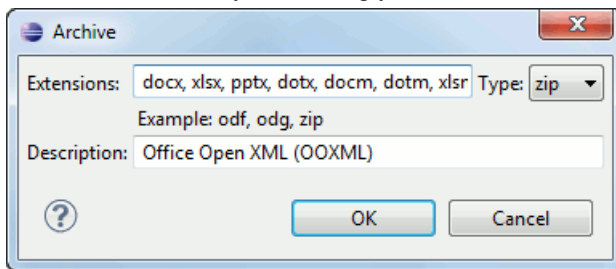 Archive
Extensions: docx, xlsx, pptx, dotx, docm, dotm, Type: zip
Example: odf, odg, zip
Description: Office Open XML (OOXML)
? OK Cancel